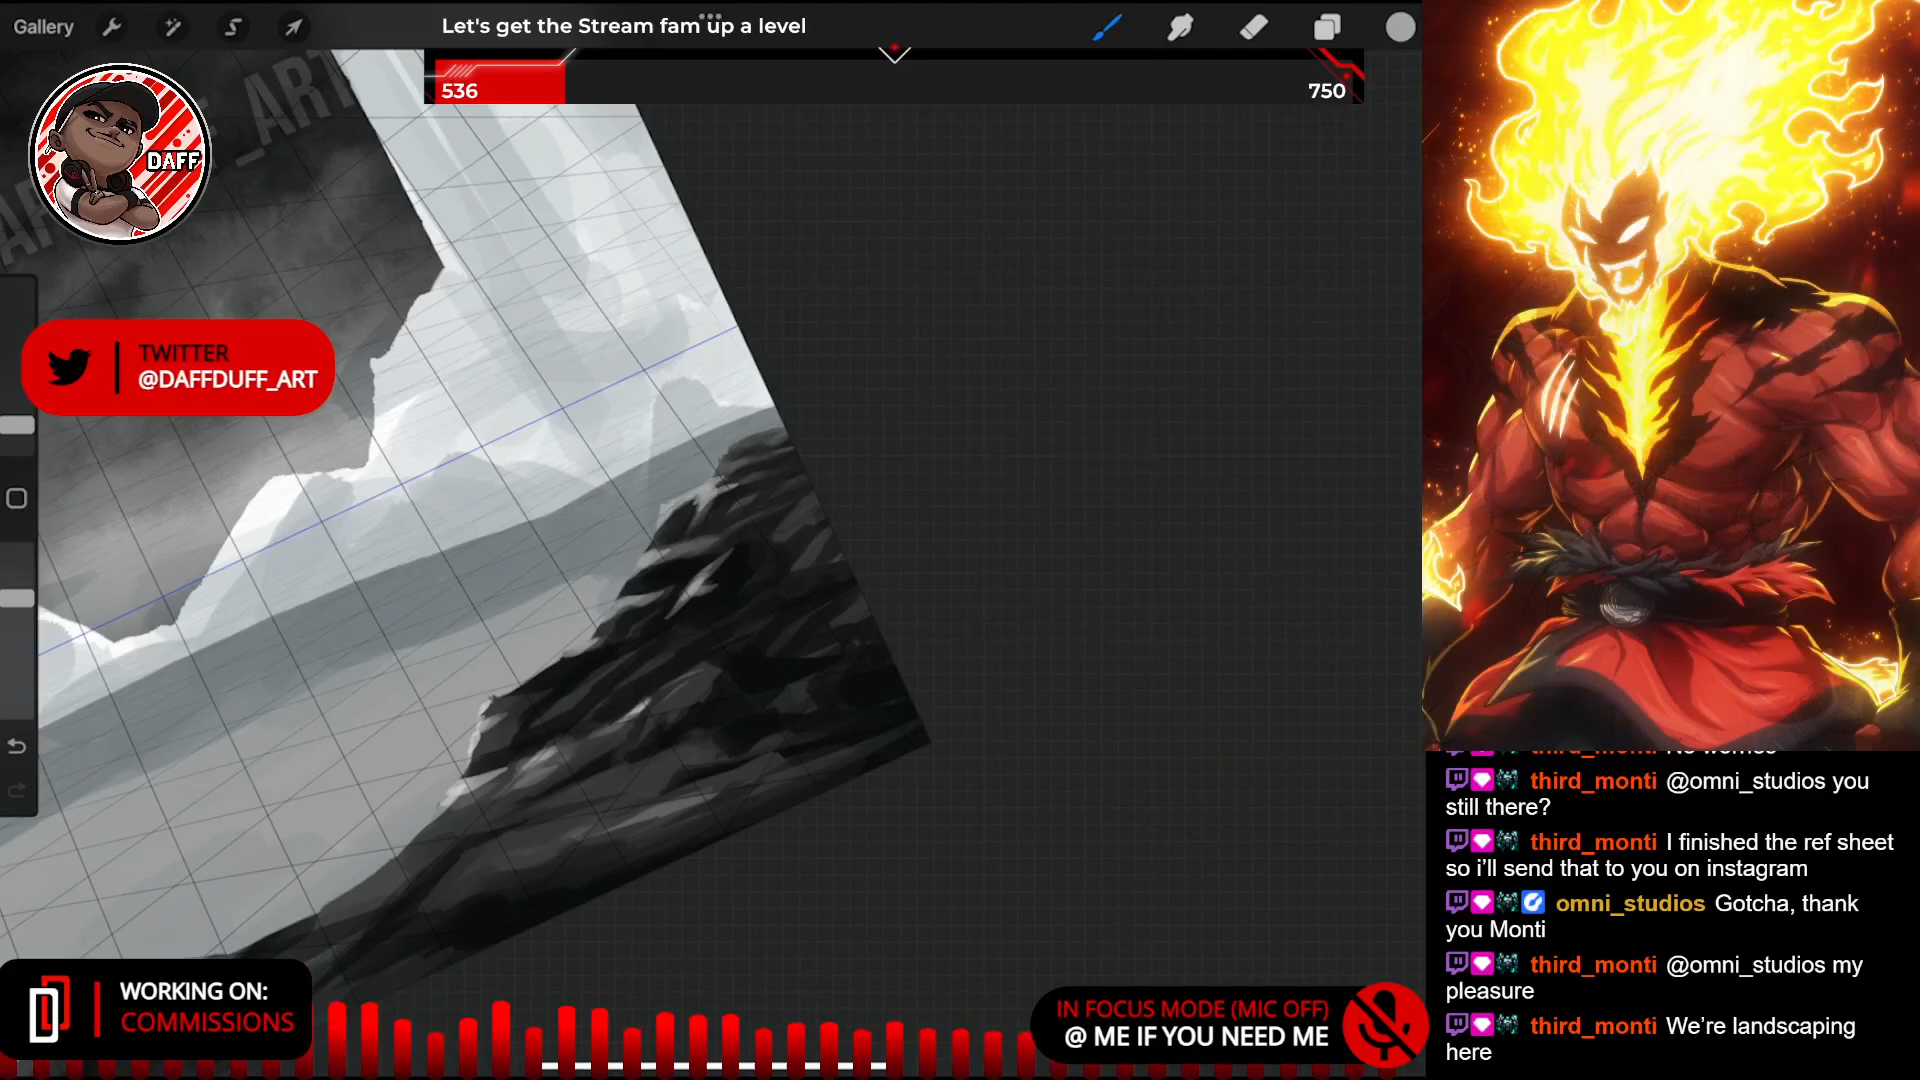 Gallery
Let's get the Stream fam up a level
536
750
DAFF
TWITTER
@DAFFDUFF_ART
third_monti No worries
third_monti @omni_studios you
still there?
third_monti I finished the ref sheet
so i'll send that to you on instagram
omni_studios Gotcha, thank
you Monti
third_monti @omni_studios my
pleasure
third_monti We're landscaping
here
WORKING ON:
COMMISSIONS
IN FOCUS MODE (MIC OFF)
@ ME IF YOU NEED ME